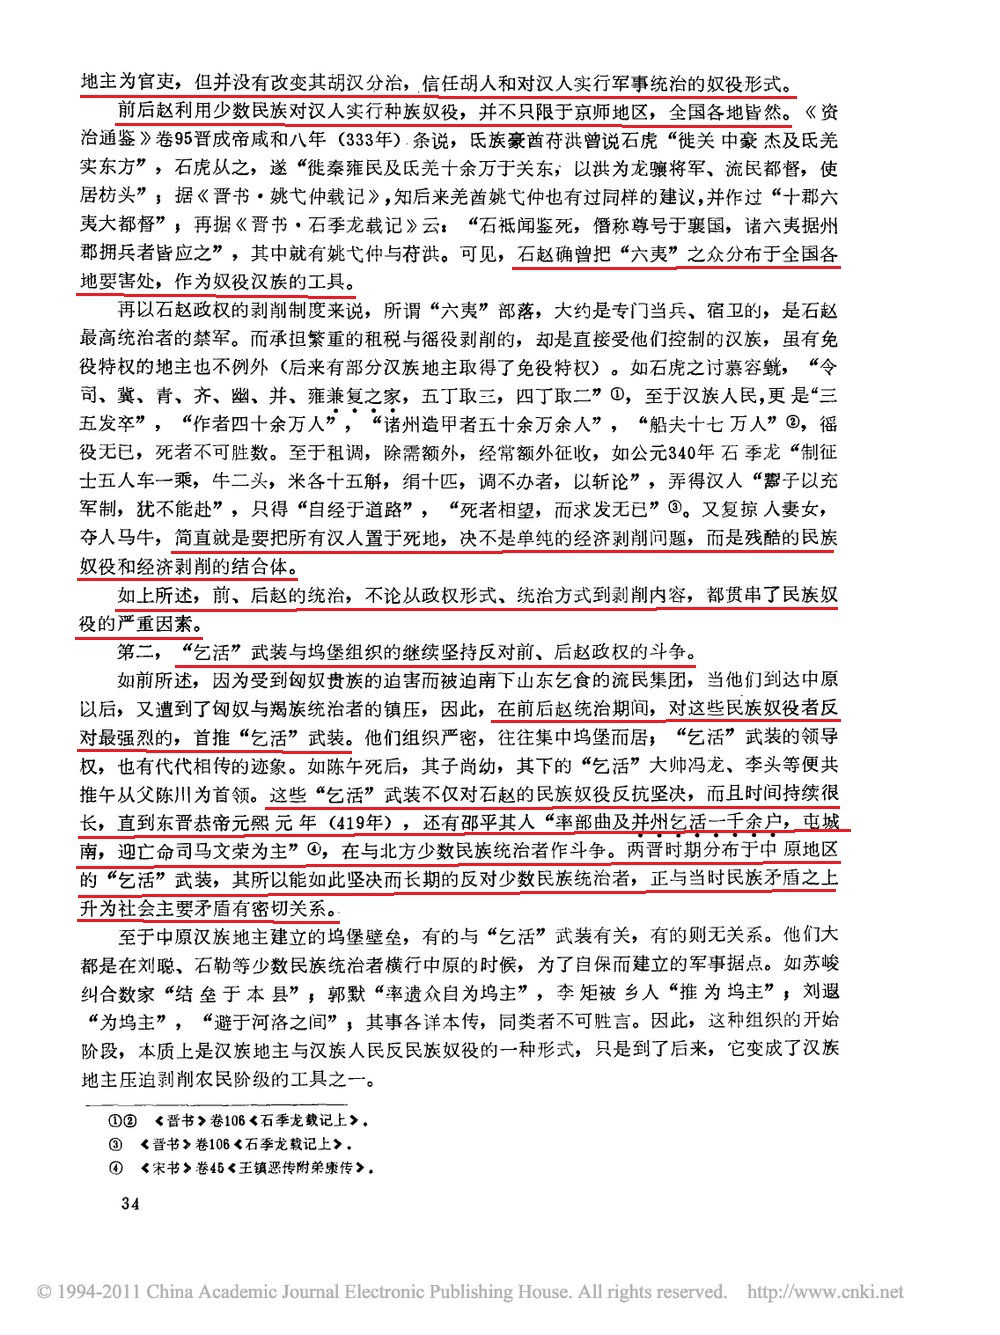 地主为官吏，但并没有改变其胡汉分治，信任胡人和对汉人实行军事统治的奴役形式。
前后赵利用少数民族对汉人实行种族奴役，并不只限于京师地区，全国各地皆然。《资
治通鉴》卷95晋成帝咸和八年（333年）条说，氐族豪酋苻洪曾说石虎“徙关中豪杰及氐羌
实东方”，石虎从之，遂“徙秦雍民及氐羌十余万于关东，以洪为龙骧将军、流民都督，使
居枋头”；据《晋书·姚弋仲载记》，知后来羌酋姚弋仲也有过同样的建议，并作过“十郡六
夷大都督”；再据《晋书·石季龙载记》云：“石祗闻鉴死，僭称尊号于襄国，诸六夷据州
郡拥兵者皆应之”，其中就有姚弋仲与苻洪。可见，石赵确曾把“六夷”之众分布于全国各
地要害处，作为奴役汉族的工具。
再以石赵政权的剥削制度来说，所谓“六夷”部落，大约是专门当兵、宿卫的，是石赵
最高统治者的禁军。而承担繁重的租税与徭役剥削的，却是直接受他们控制的汉族，虽有免
役特权的地主也不例外（后来有部分汉族地主取得了免役特权）。如石虎之讨慕容皝，“令
司、冀、青、齐、幽、并、雍兼复之家，五丁取三，四丁取二”①，至于汉族人民，更是“三
五发卒”，“作者四十余万人”，“诸州造甲者五十余万余人”，“船夫十七万人”②，徭
役无已，死者不可胜数。至于租调，除需额外，经常额外征收，如公元340年石季龙“制征
士五人车一乘，牛二头，米各十五斛，绢十匹，调不办者，以斩论”，弄得汉人“鬻子以充
军制，犹不能赴”，只得“自经于道路”，“死者相望，而求发无已”③。又复掠人妻女，
夺人马牛，简直就是要把所有汉人置于死地，决不是单纯的经济剥削问题，而是残酷的民族
奴役和经济剥削的结合体。
如上所述，前、后赵的统治，不论从政权形式、统治方式到剥削内容，都贯串了民族奴
役的严重因素。
第二，“乞活”武装与坞堡组织的继续坚持反对前、后赵政权的斗争。
如前所述，因为受到匈奴贵族的迫害而被迫南下山东乞食的流民集团，当他们到达中原
以后，又遭到了匈奴与羯族统治者的镇压，因此，在前后赵统治期间，对这些民族奴役者反
对最强烈的，首推“乞活”武装。他们组织严密，往往集中坞堡而居；“乞活”武装的领导
权，也有代代相传的迹象。如陈午死后，其子尚幼，其下的“乞活”大帅冯龙、李头等便共
推午从父陈川为首领。这些“乞活”武装不仅对石赵的民族奴役反抗坚决，而且时间持续很
长，直到东晋恭帝元熙元年（419年），还有邵平其人“率部曲及并州乞活一千余户，屯城
南，迎亡命司马文荣为主”④，在与北方少数民族统治者作斗争。两晋时期分布于中原地区
的“乞活”武装，其所以能如此坚决而长期的反对少数民族统治者，正与当时民族矛盾之上
升为社会主要矛盾有密切关系。
至于中原汉族地主建立的坞堡壁垒，有的与“乞活”武装有关，有的则无关系。他们大
都是在刘聪、石勒等少数民族统治者横行中原的时候，为了自保而建立的军事据点。如苏峻
纠合数家“结垒于本县”；郭默“率遗众自为坞主”，李矩被乡人“推为坞主”；刘遐
“为坞主”，“避于河洛之间”；其事各详本传，同类者不可胜言。因此，这种组织的开始
阶段，本质上是汉族地主与汉族人民反民族奴役的一种形式，只是到了后来，它变成了汉族
地主压迫剥削农民阶级的工具之一。
①② 《晋书》卷106《石季龙载记上》.
③ 《晋书》卷106《石季龙载记上》.
④ 《宋书》卷45《王镇恶传附弟康传》.
34
© 1994-2011 China Academic Journal Electronic Publishing House. All rights reserved. http://www.cnki.net